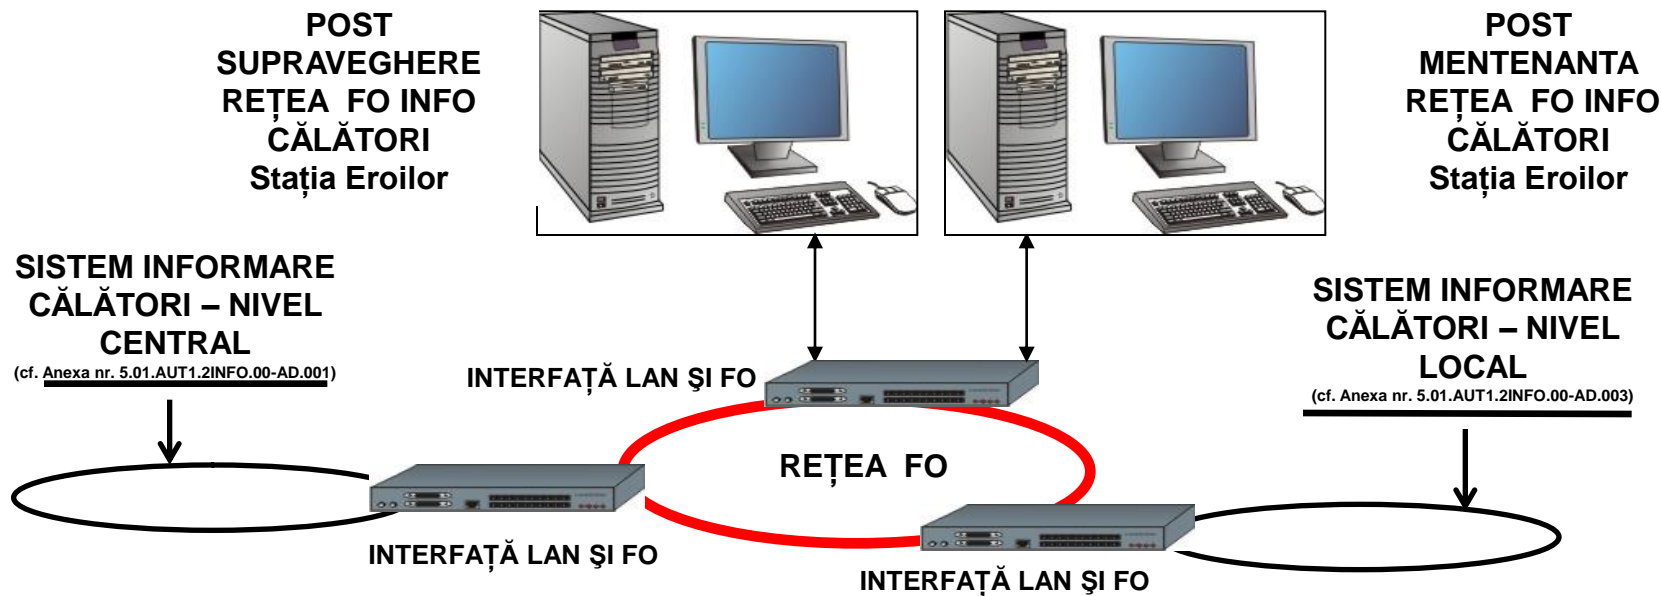 POST
SUPRAVEGHERE
REȚEA FO INFO
CĂLĂTORI
Stația Eroilor
POST
MENTENANTA
REȚEA FO INFO
CĂLĂTORI
Stația Eroilor
SISTEM INFORMARE
CĂLĂTORI – NIVEL
CENTRAL
(cf. Anexa nr. 5.01.AUT1.2INFO.00-AD.001)
SISTEM INFORMARE
CĂLĂTORI – NIVEL
LOCAL
(cf. Anexa nr. 5.01.AUT1.2INFO.00-AD.003)
INTERFAȚĂ LAN ŞI FO
REȚEA FO
INTERFAȚĂ LAN ŞI FO
INTERFAȚĂ LAN ŞI FO